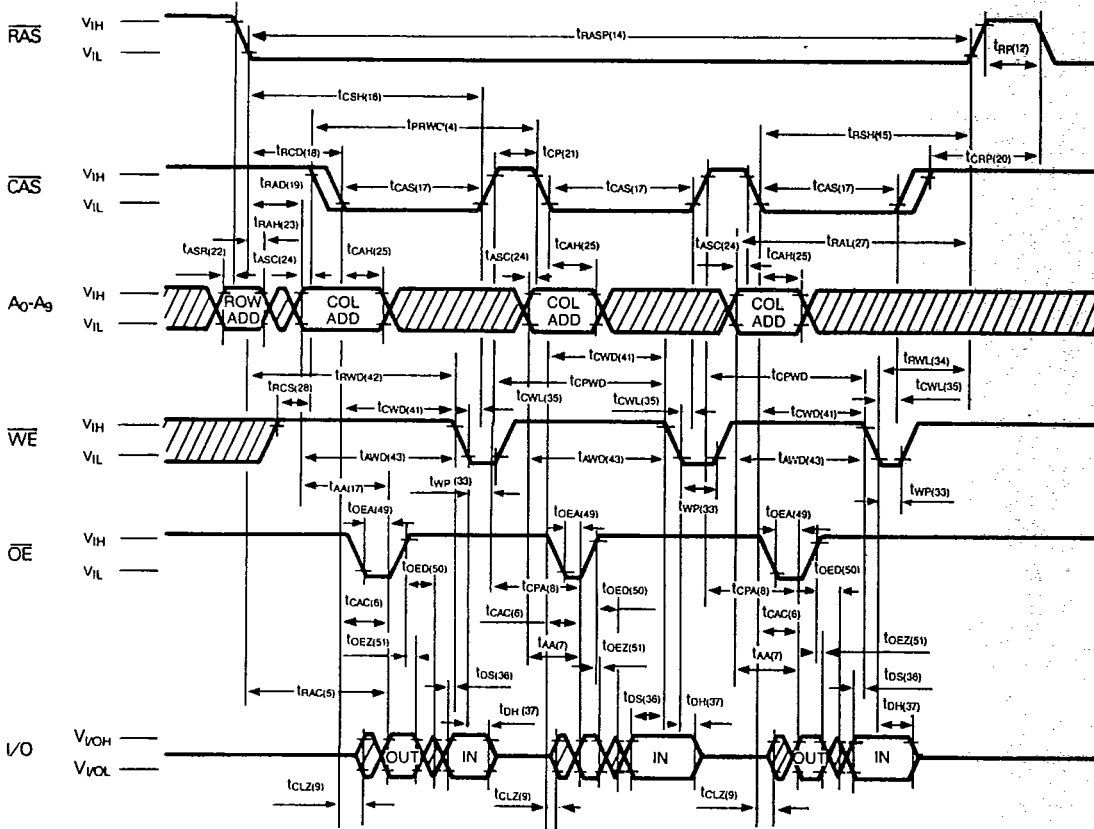 RAS
VIH
VIL
tRASP(14)
tRP(12)
tCSH(16)
tPRWC(4)
tRSH(15)
tRCD(18)
tCP(21)
tCRP(20)
CAS
VIH
VIL
tRAD(19)
tCAS(17)
tCAS(17)
tCAS(17)
tRAH(23)
tASR(22)
tASC(24)
tCAH(25)
tASC(24)
tCAH(25)
tASC(24)
tRAL(27)
tCAH(25)
A0-A9
VIH
VIL
ROW ADD
COL ADD
COL ADD
COL ADD
tCWD(41)
tRWD(42)
tCPWD
tCPWD
tRWL(34)
tRCS(28)
tCWD(41)
tCWL(35)
tCWL(35)
tCWD(41)
tCWL(35)
WE
VIH
VIL
tAWD(43)
tAWD(43)
tAWD(43)
tAA(17)
tWP(33)
tWP(33)
tWP(33)
tOEA(49)
tOEA(49)
tOEA(49)
OE
VIH
VIL
tOED(50)
tCPA(8)
tOED(50)
tCPA(8)
tOED(50)
tCAC(6)
tCAC(6)
tCAC(6)
tOEZ(51)
tAA(7)
tOEZ(51)
tAA(7)
tOEZ(51)
tRAC(5)
tDS(36)
tDS(36)
tDS(36)
tDH(37)
tDH(37)
tDH(37)
I/O
VI/OH
VI/OL
OUT
IN
IN
OUT
IN
tCLZ(9)
tCLZ(9)
tCLZ(9)